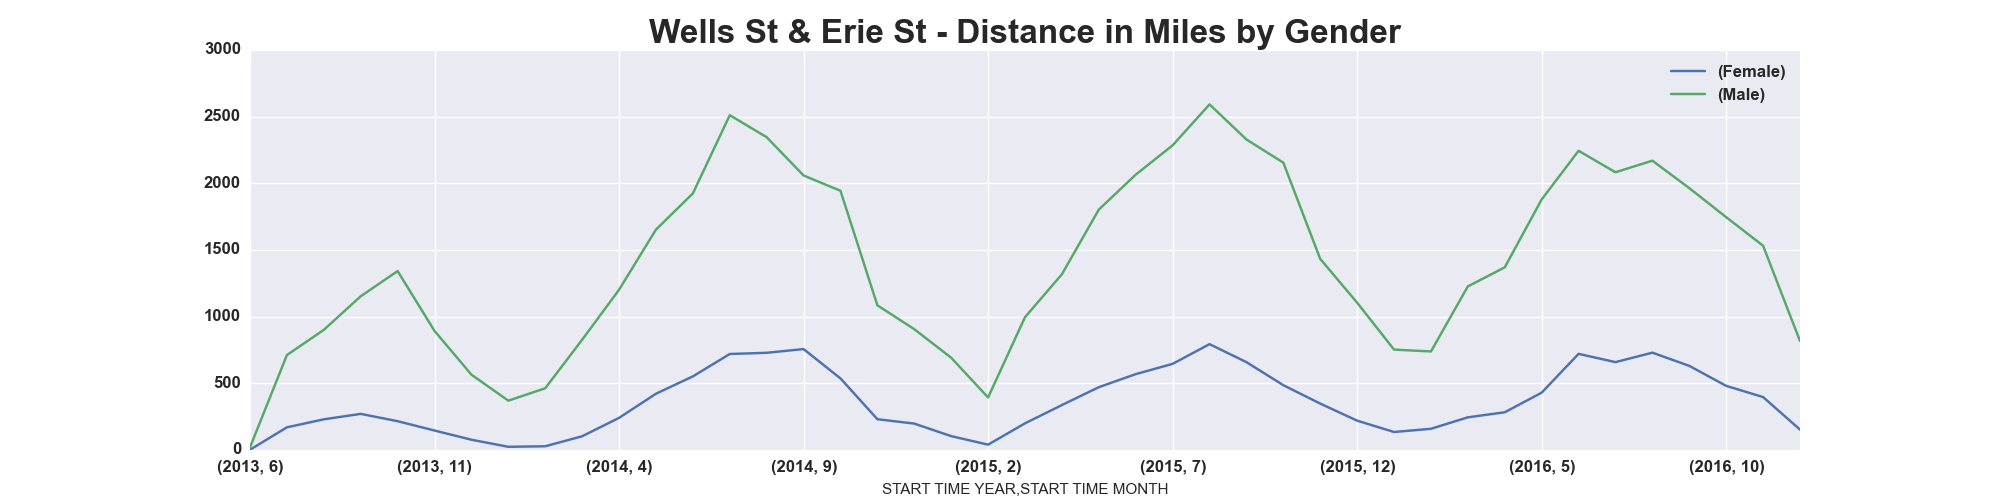 Wells St & Erie St - Distance in Miles by Gender
3000
2500
2000
1500
1000
500
0
(Female)
(Male)
(2013, 6) (2013, 11) (2014, 4) (2014, 9) (2015, 2) (2015, 7) (2015, 12) (2016, 5) (2016, 10)
START TIME YEAR,START TIME MONTH